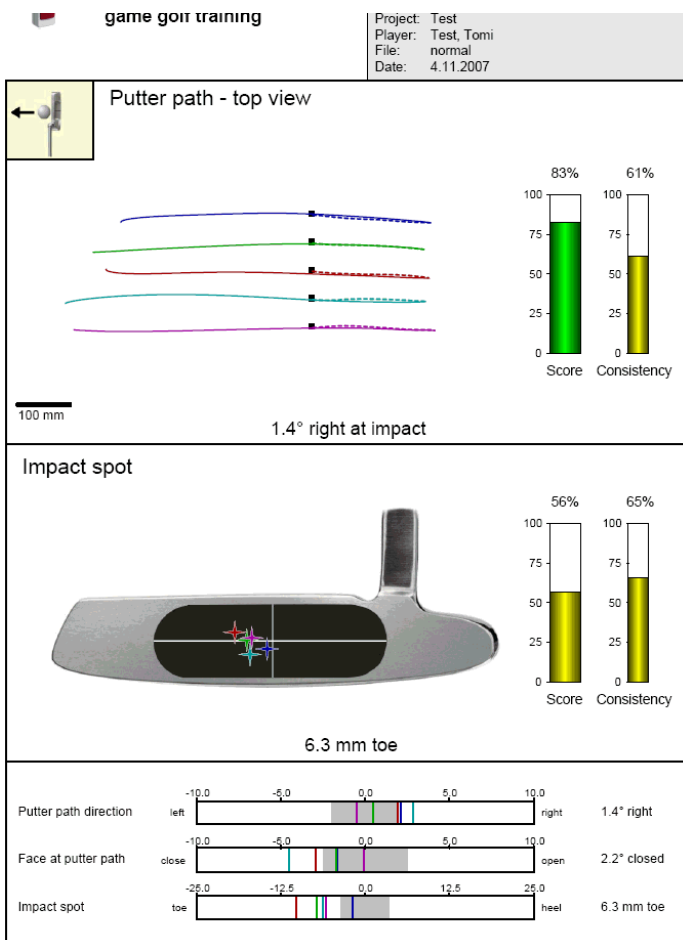 game golf training
Project: Test
Player: Test, Tomi
File: normal
Date: 4.11.2007
Putter path - top view
83% 61%
100 100
75 75
50 50
25 25
0 0
Score Consistency
100 mm
1.4° right at impact
Impact spot
56% 65%
100 100
75 75
50 50
25 25
0 0
Score Consistency
6.3 mm toe
-10.0 -5.0 0.0 5.0 10.0
Putter path direction left right 1.4° right
-10.0 -5.0 0.0 5.0 10.0
Face at putter path close open 2.2° closed
-25.0 -12.5 0.0 12.5 25.0
Impact spot toe heel 6.3 mm toe